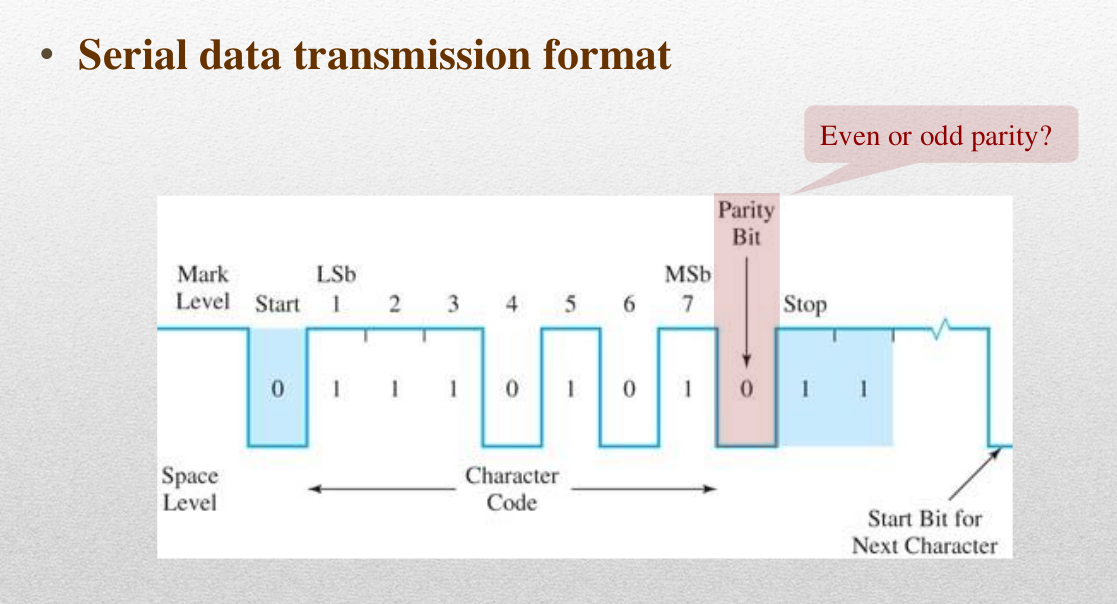 • Serial data transmission format
Even or odd parity?
Parity
Bit
Mark
Level
Start
LSb
1
2
3
4
5
6
MSb
7
Stop
0 1 1 1 0 1 0 1 0 1 1
Space
Level
Character
Code
Start Bit for
Next Character